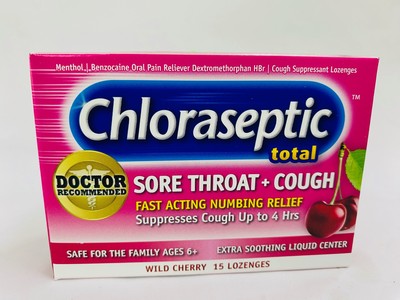 Menthol | Benzocaine Oral Pain Reliever Dextromethorphan HBr | Cough Suppressant Lozenges
Chloraseptic™
total
DOCTOR
RECOMMENDED
SORE THROAT + COUGH
FAST ACTING NUMBING RELIEF
Suppresses Cough Up to 4 Hrs
SAFE FOR THE FAMILY AGES 6+ EXTRA SOOTHING LIQUID CENTER
WILD CHERRY 15 LOZENGES